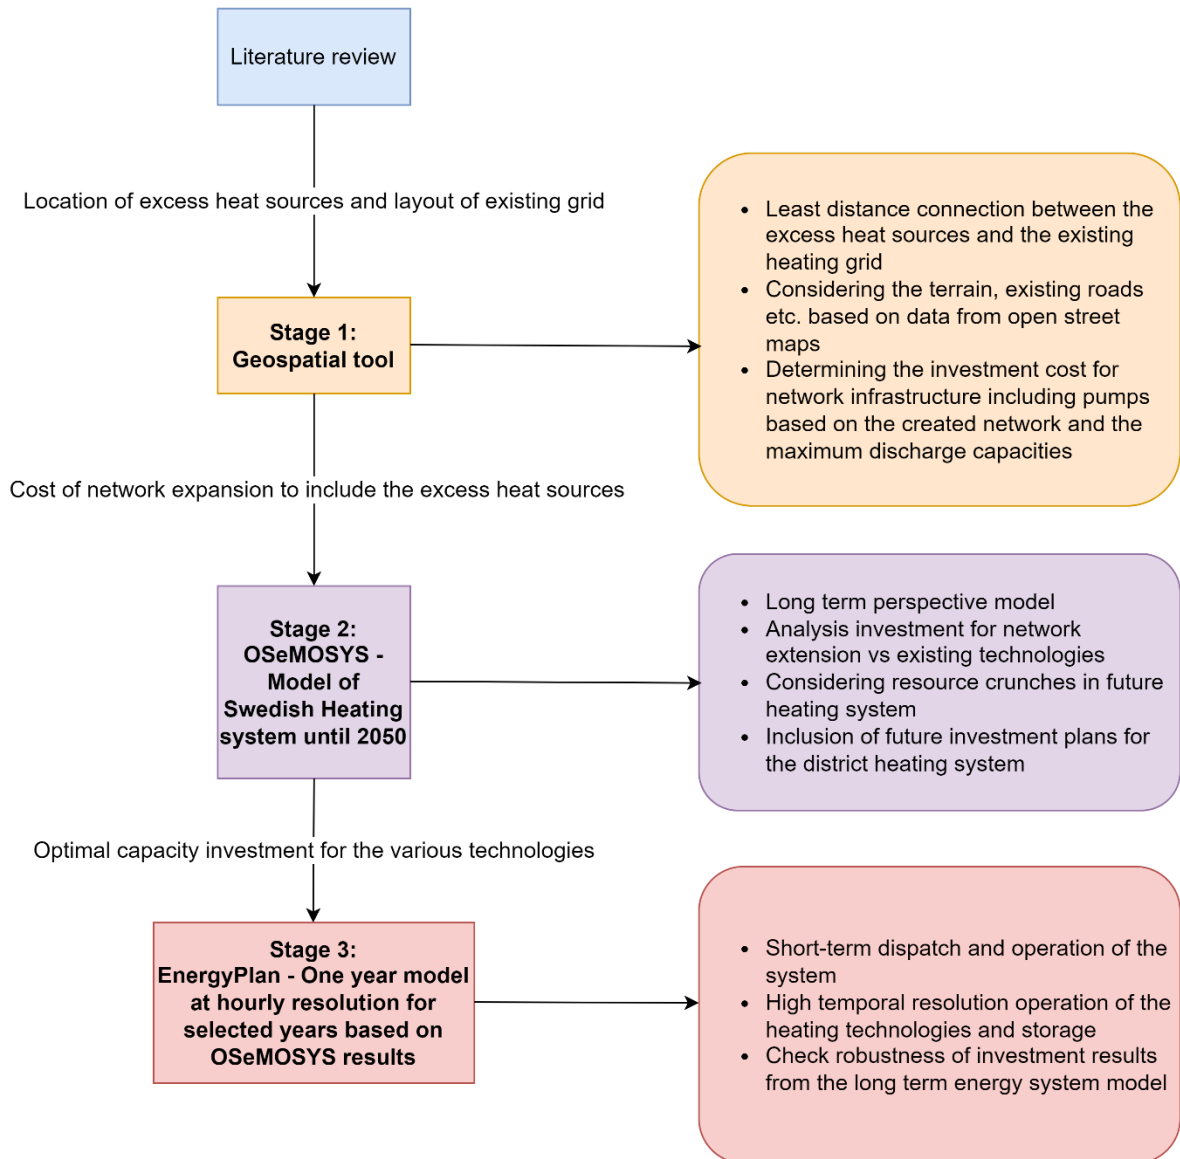 Literature review
Location of excess heat sources and layout of existing grid
Stage 1:
Geospatial tool
• Least distance connection between the
excess heat sources and the existing
heating grid
• Considering the terrain, existing roads
etc. based on data from open street
maps
• Determining the investment cost for
network infrastructure including pumps
based on the created network and the
maximum discharge capacities
Cost of network expansion to include the excess heat sources
Stage 2:
OSeMOSYS -
Model of
Swedish Heating
system until 2050
• Long term perspective model
• Analysis investment for network
extension vs existing technologies
• Considering resource crunches in future
heating system
• Inclusion of future investment plans for
the district heating system
Optimal capacity investment for the various technologies
Stage 3:
EnergyPlan - One year model
at hourly resolution for
selected years based on
OSeMOSYS results
• Short-term dispatch and operation of the
system
• High temporal resolution operation of the
heating technologies and storage
• Check robustness of investment results
from the long term energy system model